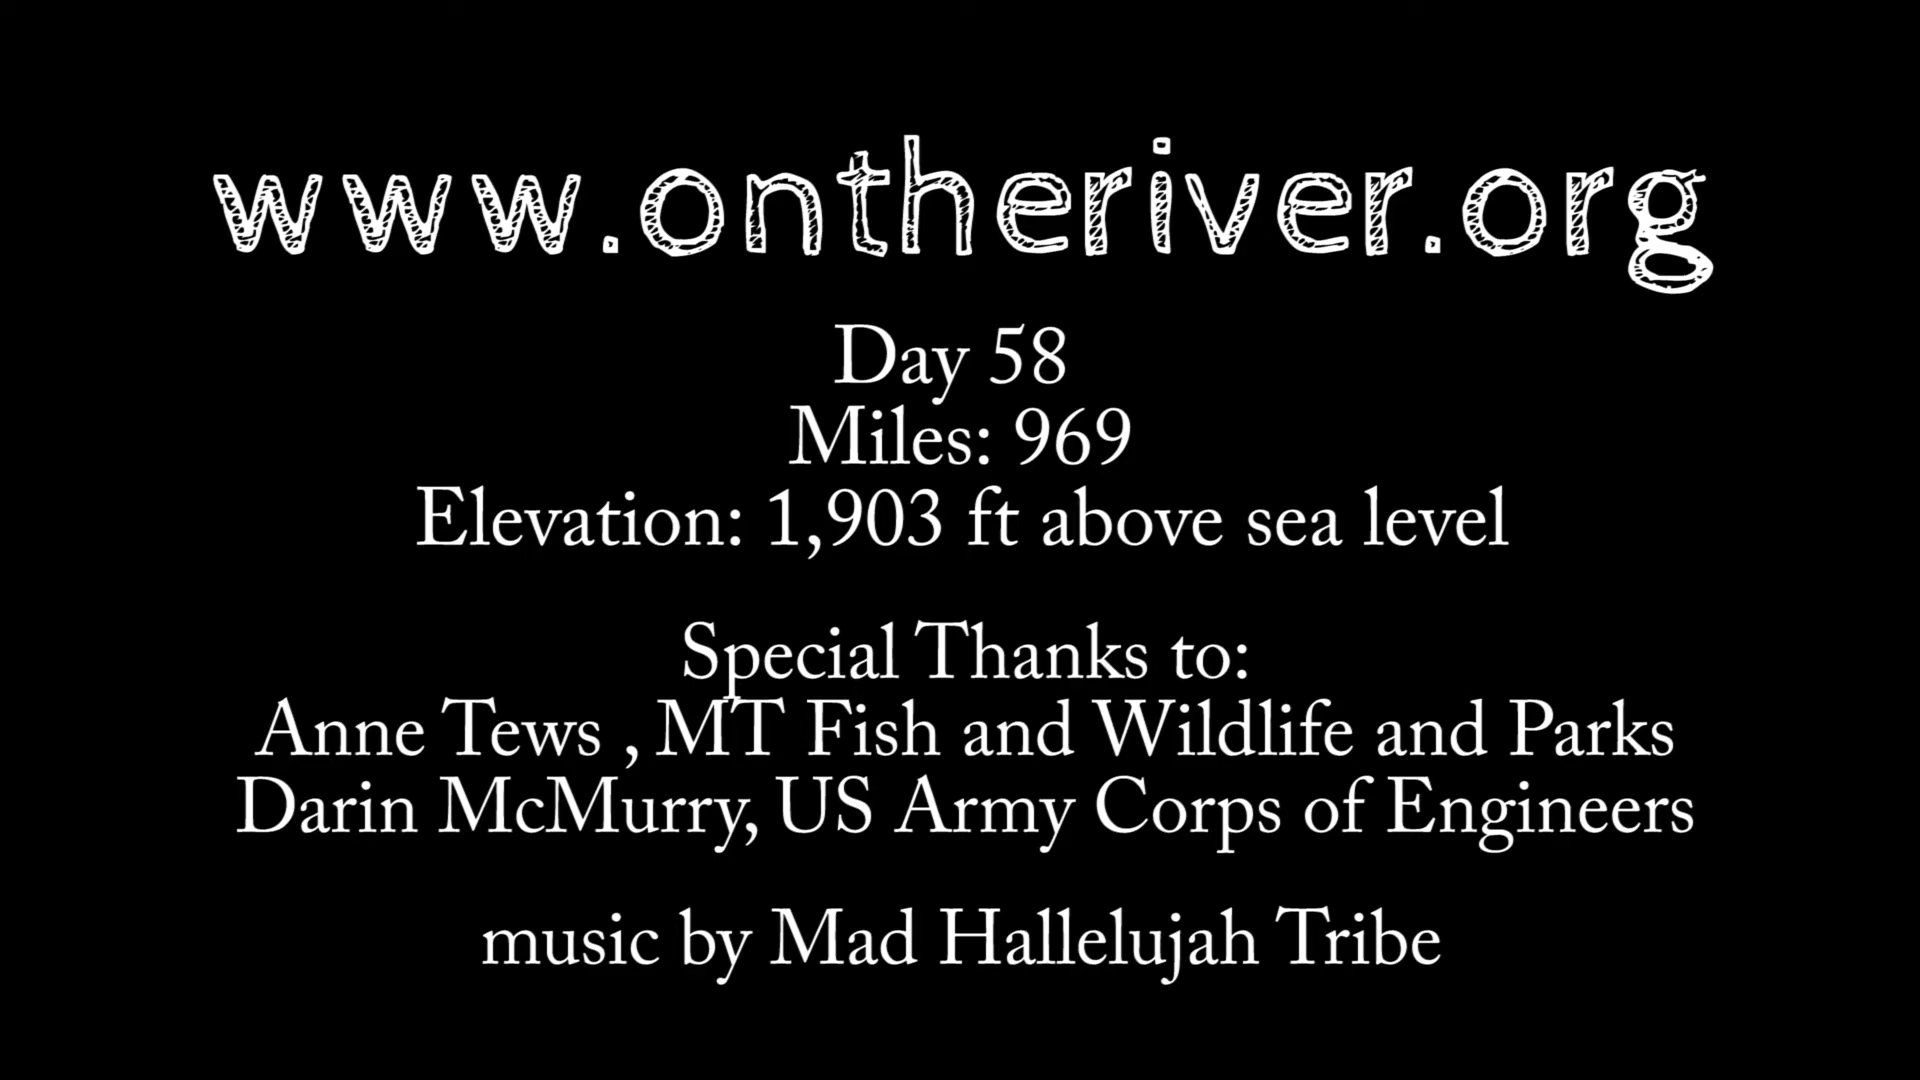 www.ontheriver.org
Day 58
Miles: 969
Elevation: 1,903 ft above sea level
Special Thanks to:
Anne Tews , MT Fish and Wildlife and Parks
Darin McMurry, US Army Corps of Engineers
music by Mad Hallelujah Tribe